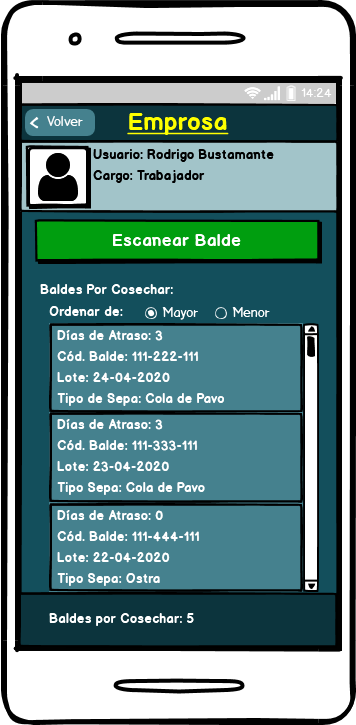 14:24
Volver
Emprosa
Usuario: Rodrigo Bustamante
Cargo: Trabajador
Escanear Balde
Baldes Por Cosechar:
Ordenar de: Mayor Menor
Días de Atraso: 3
Cód. Balde: 111-222-111
Lote: 24-04-2020
Tipo de Sepa: Cola de Pavo
Días de Atraso: 3
Cód. Balde: 111-333-111
Lote: 23-04-2020
Tipo Sepa: Cola de Pavo
Días de Atraso: 0
Cód. Balde: 111-444-111
Lote: 22-04-2020
Tipo Sepa: Ostra
Baldes por Cosechar: 5